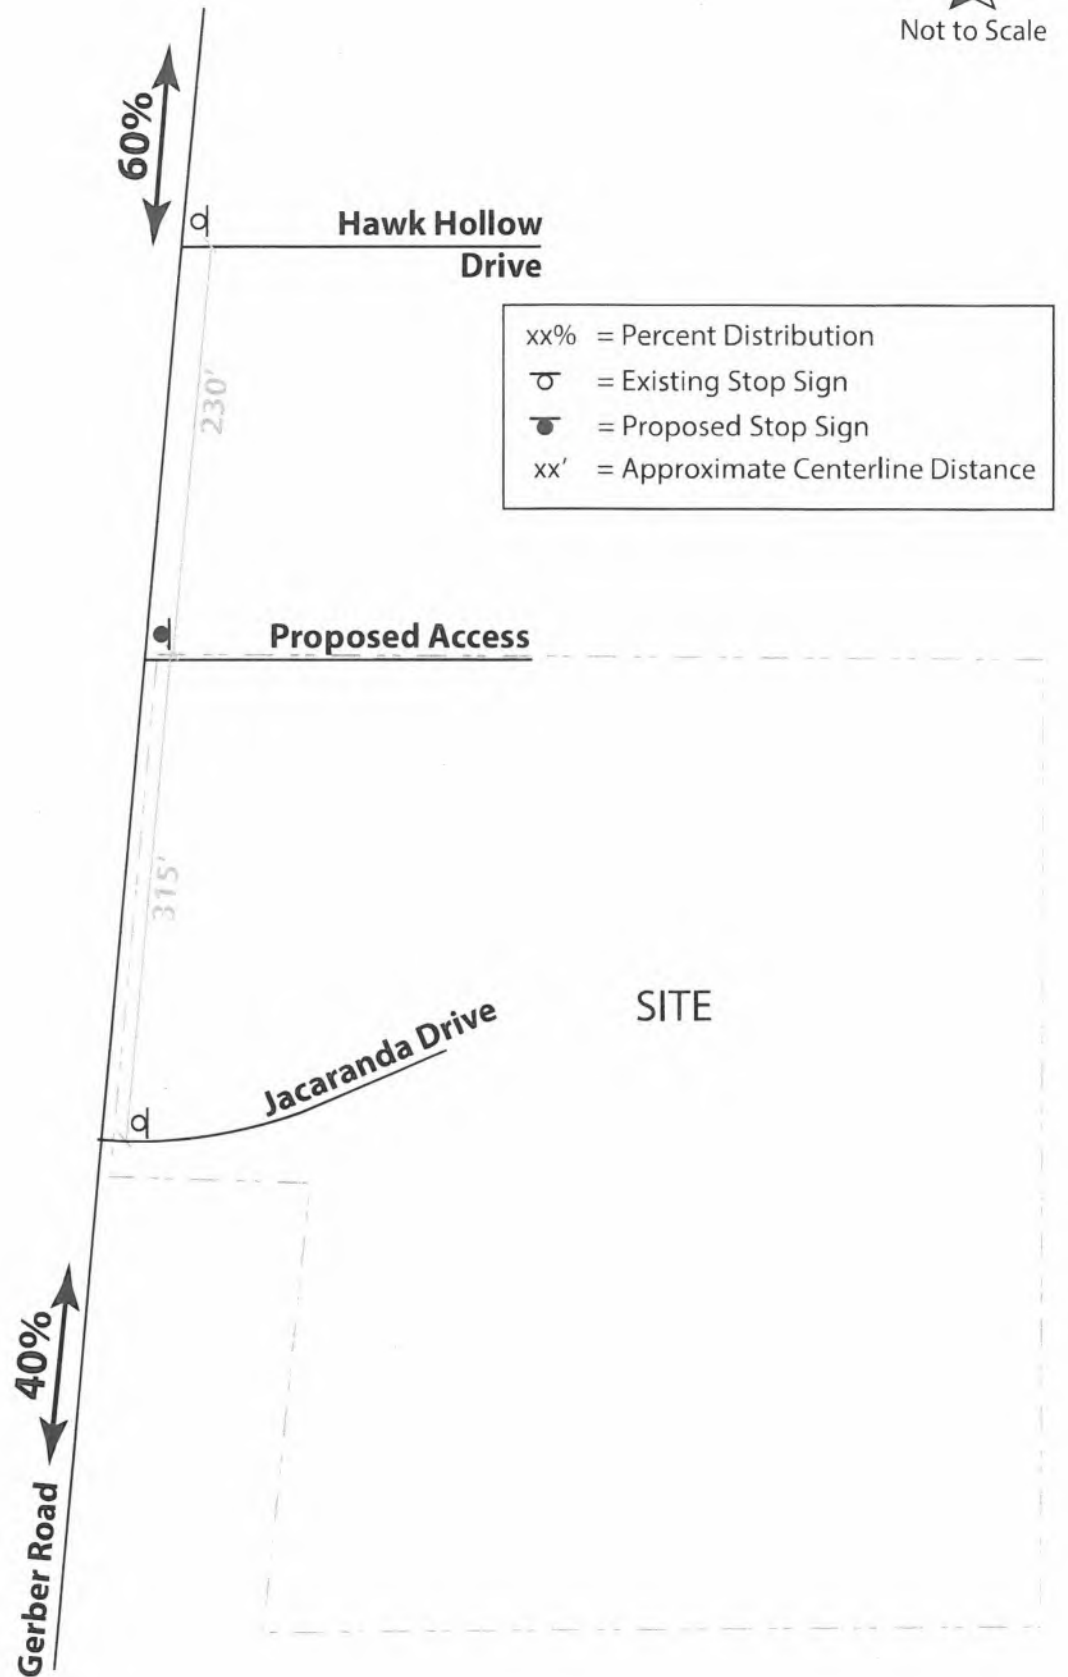 Not to Scale
60%
Hawk Hollow
Drive
xx% = Percent Distribution
= Existing Stop Sign
= Proposed Stop Sign
xx' = Approximate Centerline Distance
230'
Proposed Access
315'
SITE
Jacaranda Drive
40%
Gerber Road